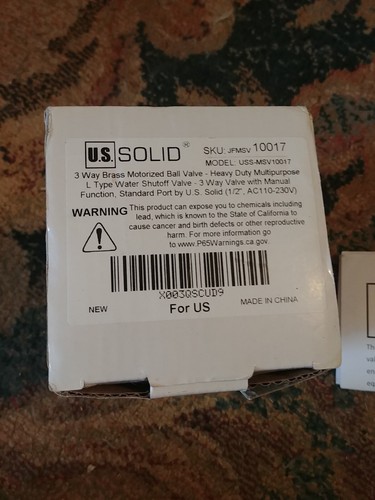 U.S. SOLID® SKU: JFMSV 10017
MODEL: USS-MSV10017
3 Way Brass Motorized Ball Valve - Heavy Duty Multipurpose
L Type Water Shutoff Valve - 3 Way Valve with Manual
Function, Standard Port by U.S. Solid (1/2", AC110-230V)
WARNING This product can expose you to chemicals including
lead, which is known to the State of California to
cause cancer and birth defects or other reproductive
harm. For more information go
to www.P65Warnings.ca.gov.
X003QSCUD9
NEW For US MADE IN CHINA